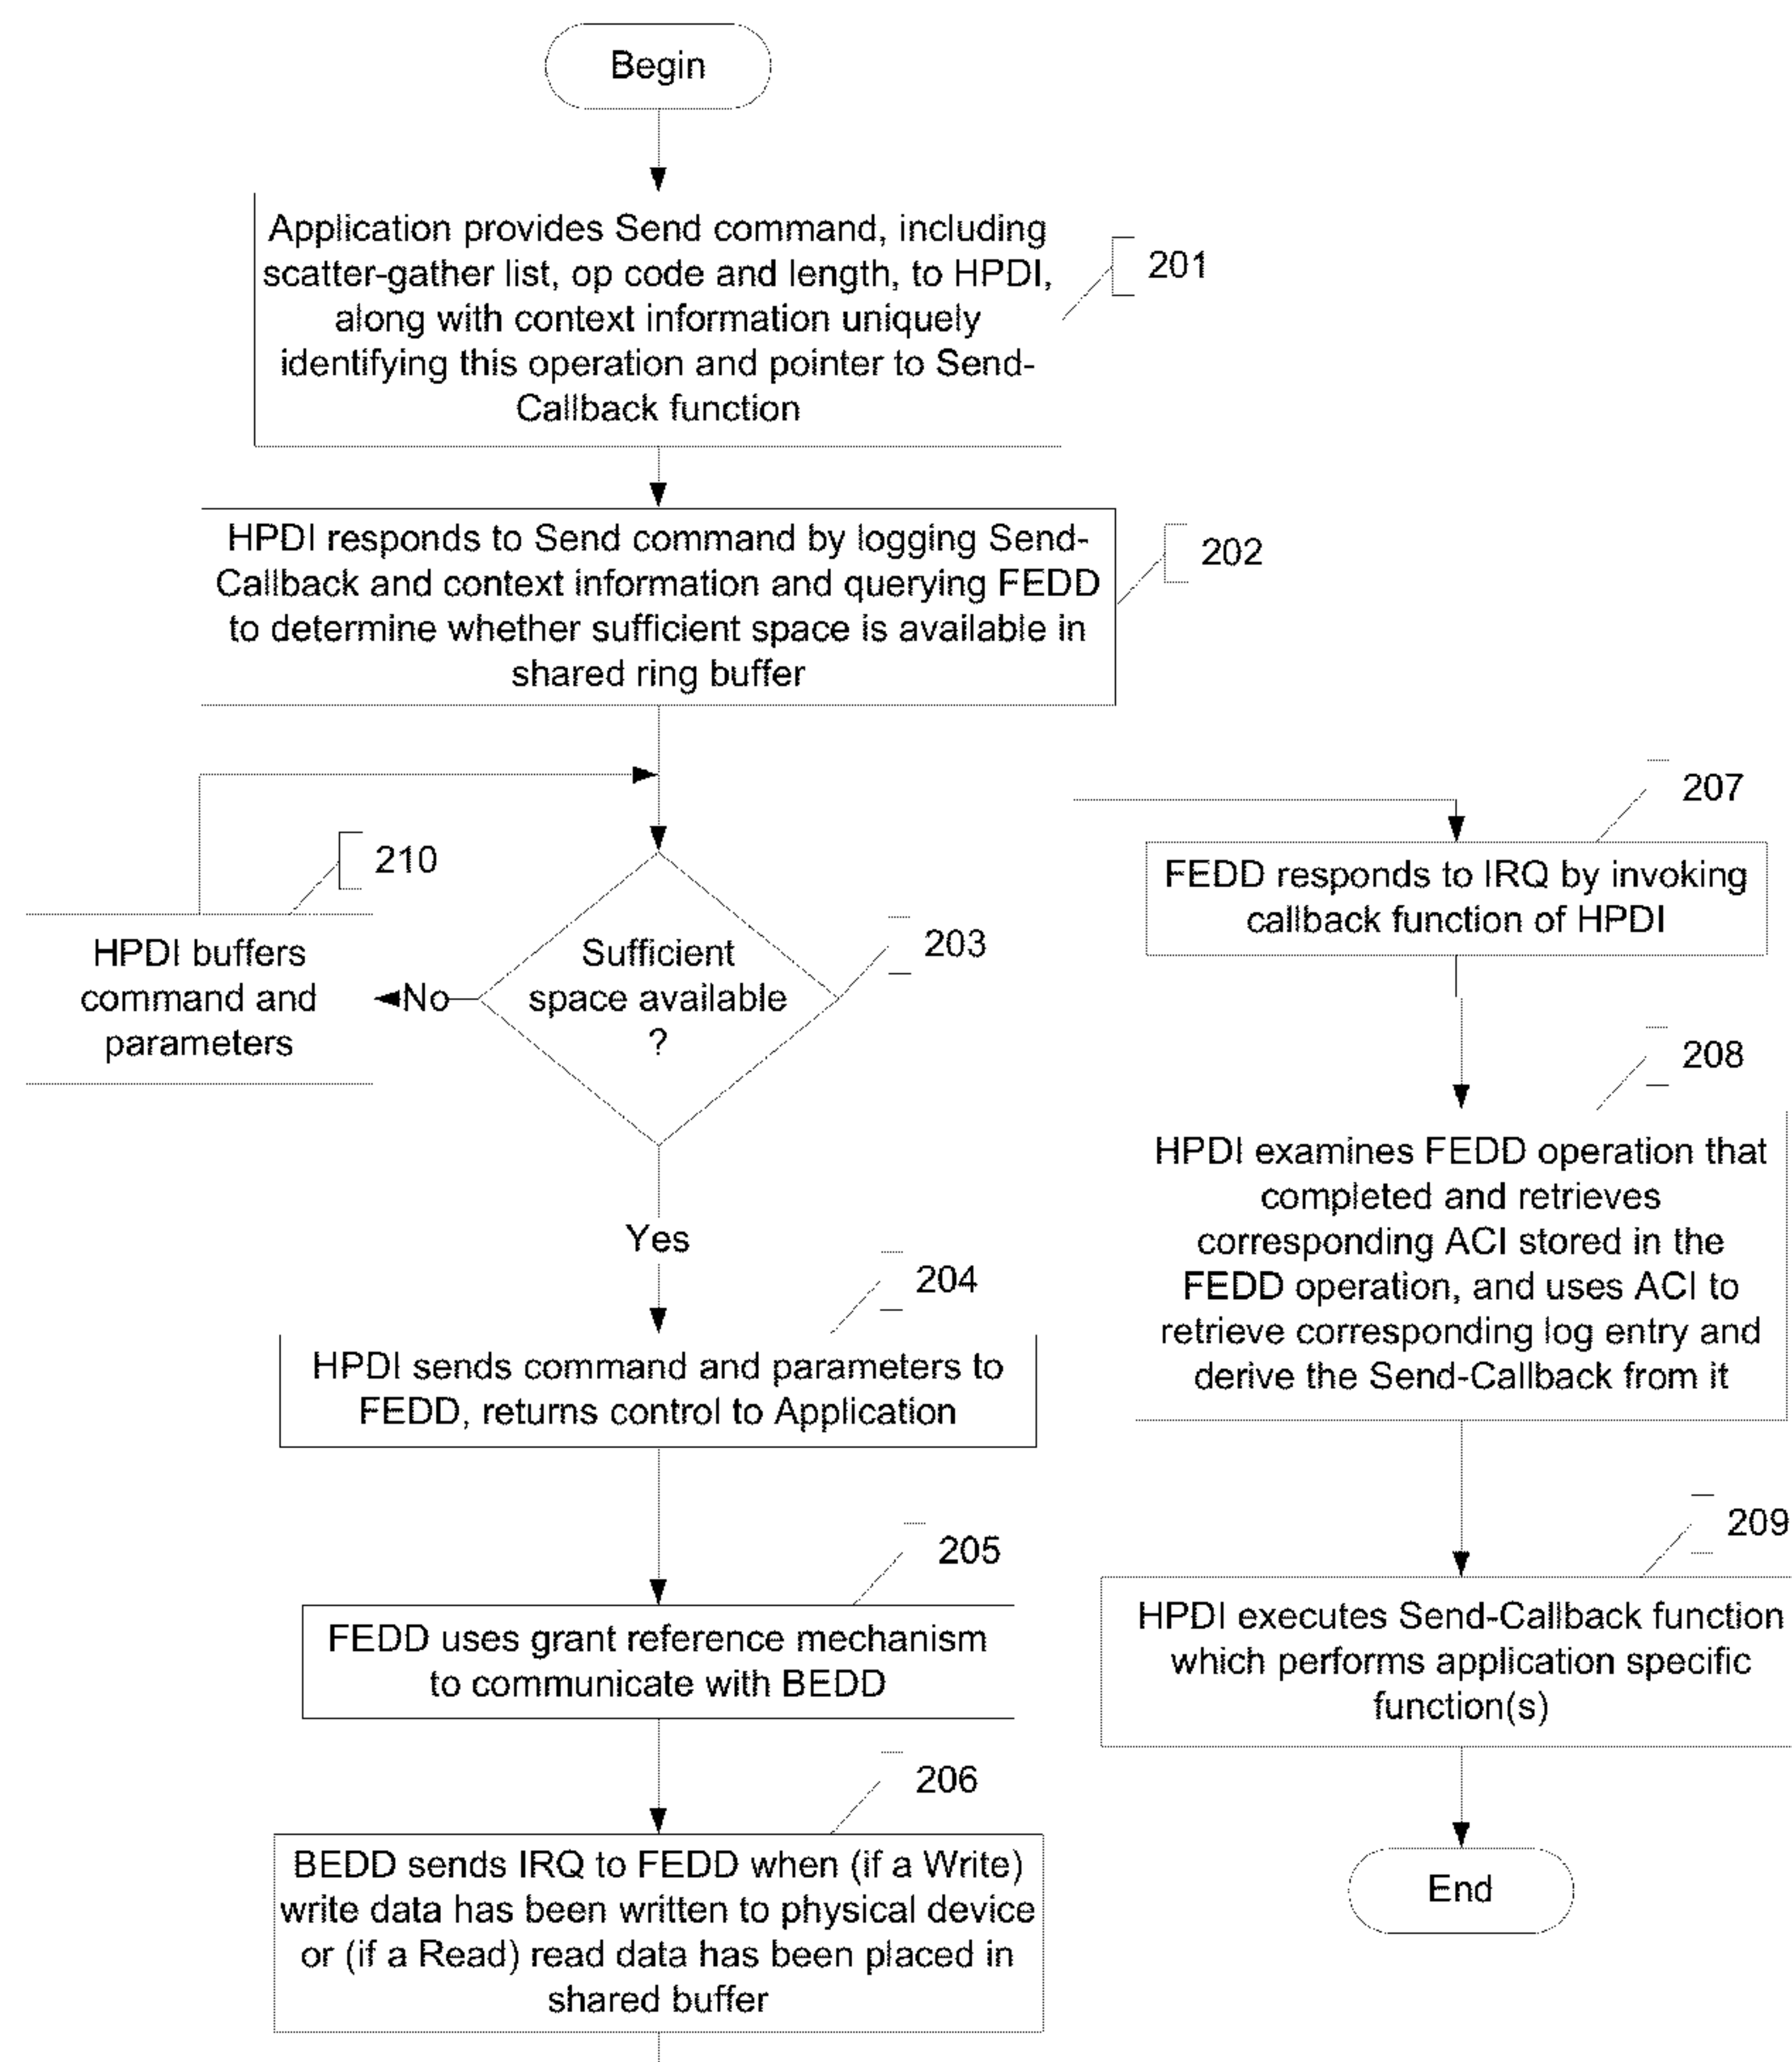 Begin
Application provides Send command, including
scatter-gather list, op code and length, to HPDI,
along with context information uniquely
identifying this operation and pointer to Send-
Callback function
201
HPDI responds to Send command by logging Send-
Callback and context information and querying FEDD
to determine whether sufficient space is available in
shared ring buffer
202
210
HPDI buffers
command and
parameters
No
Sufficient
space available
?
203
Yes
204
HPDI sends command and parameters to
FEDD, returns control to Application
205
FEDD uses grant reference mechanism
to communicate with BEDD
206
BEDD sends IRQ to FEDD when (if a Write)
write data has been written to physical device
or (if a Read) read data has been placed in
shared buffer
207
FEDD responds to IRQ by invoking
callback function of HPDI
208
HPDI examines FEDD operation that
completed and retrieves
corresponding ACI stored in the
FEDD operation, and uses ACI to
retrieve corresponding log entry and
derive the Send-Callback from it
209
HPDI executes Send-Callback function
which performs application specific
function(s)
End